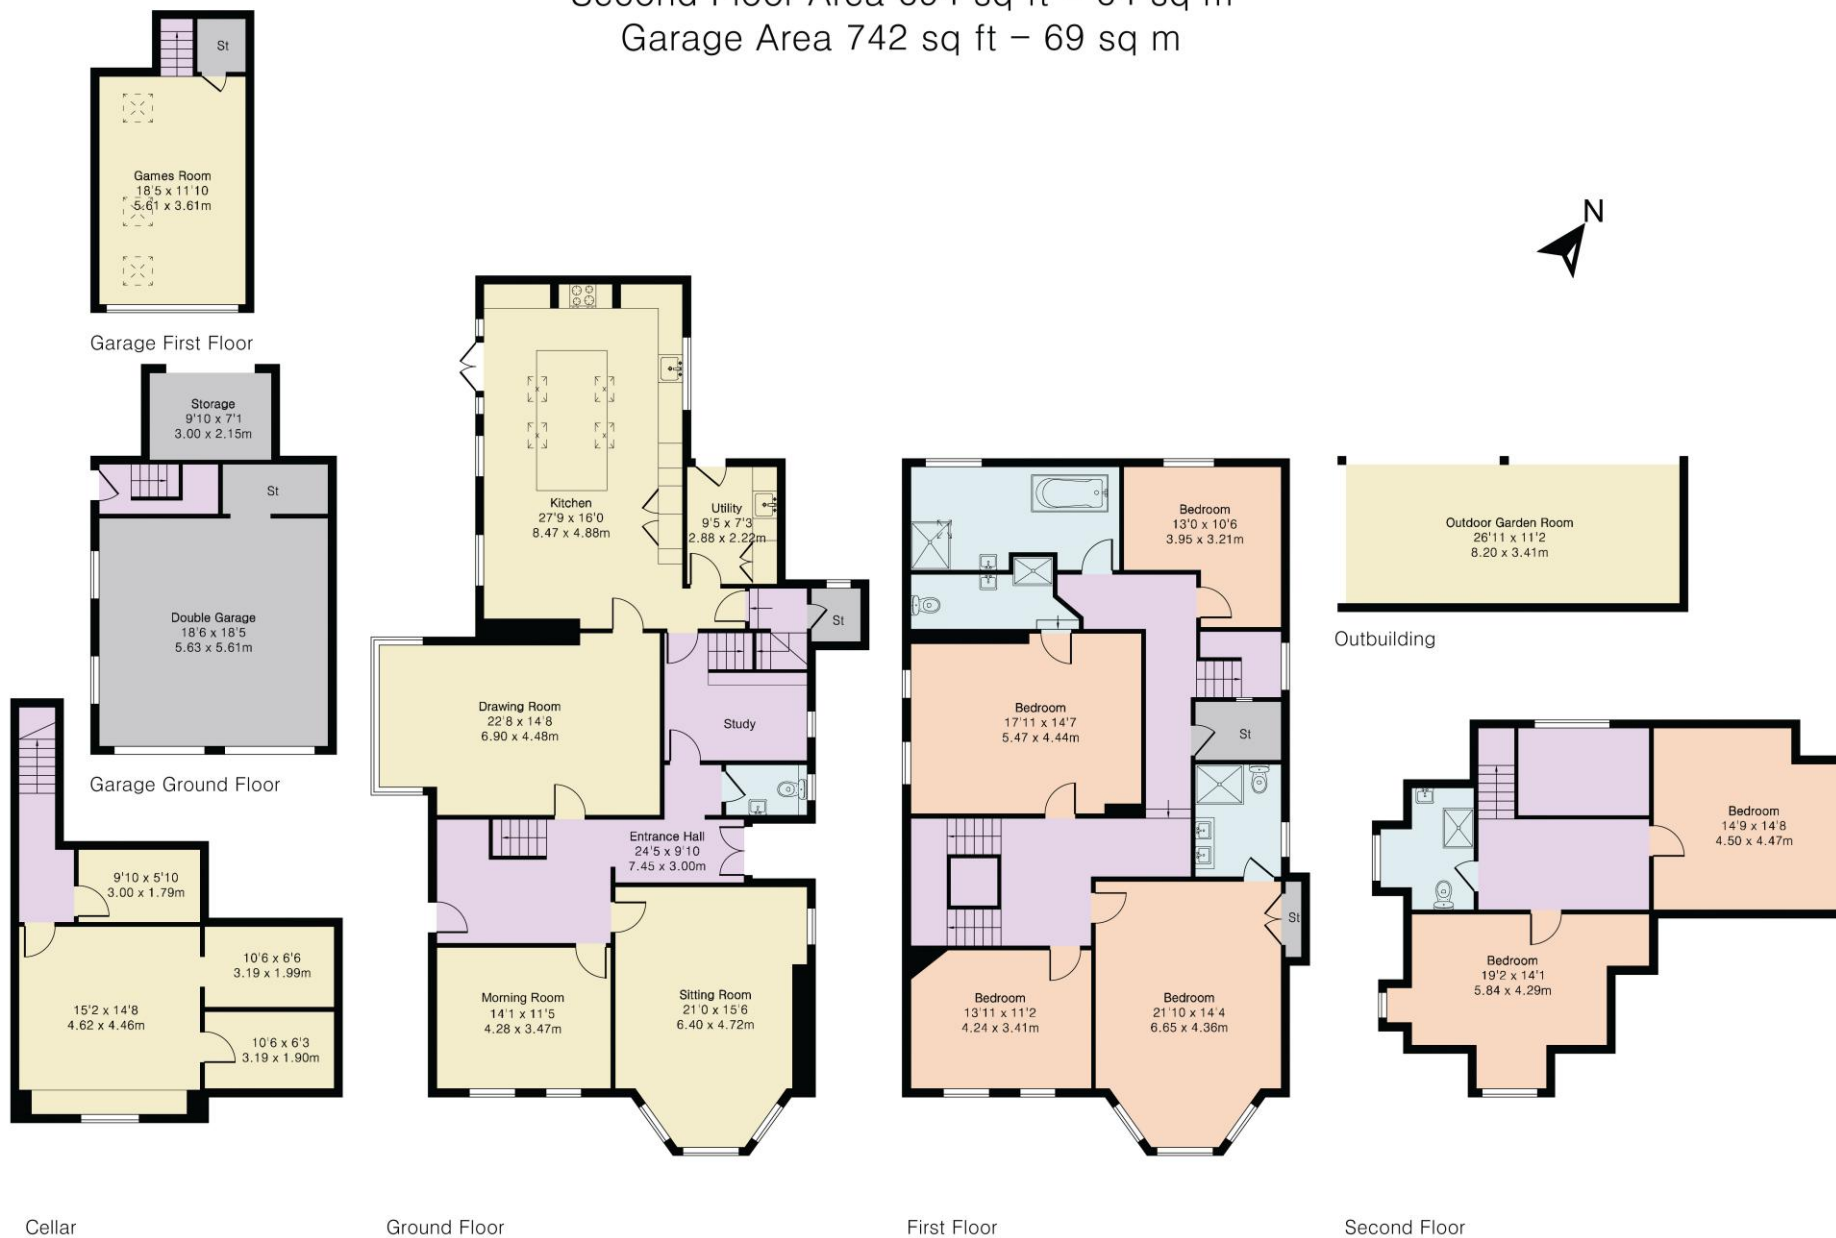 Garage Area 742 sq ft – 69 sq m
St
Games Room
18'5 x 11'10
5.61 x 3.61m
Garage First Floor
Storage
9'10 x 7'1
3.00 x 2.15m
St
Double Garage
18'6 x 18'5
5.63 x 5.61m
Garage Ground Floor
9'10 x 5'10
3.00 x 1.79m
10'6 x 6'6
3.19 x 1.99m
15'2 x 14'8
4.62 x 4.46m
10'6 x 6'3
3.19 x 1.90m
Cellar
Kitchen
27'9 x 16'0
8.47 x 4.88m
Utility
9'5 x 7'3
2.88 x 2.22m
St
Drawing Room
22'8 x 14'8
6.90 x 4.48m
Study
Entrance Hall
24'5 x 9'10
7.45 x 3.00m
Morning Room
14'1 x 11'5
4.28 x 3.47m
Sitting Room
21'0 x 15'6
6.40 x 4.72m
Ground Floor
Bedroom
13'0 x 10'6
3.95 x 3.21m
Bedroom
17'11 x 14'7
5.47 x 4.44m
St
St
Bedroom
13'11 x 11'2
4.24 x 3.41m
Bedroom
21'10 x 14'4
6.65 x 4.36m
First Floor
N
Outdoor Garden Room
26'11 x 11'2
8.20 x 3.41m
Outbuilding
Bedroom
14'9 x 14'8
4.50 x 4.47m
Bedroom
19'2 x 14'1
5.84 x 4.29m
Second Floor